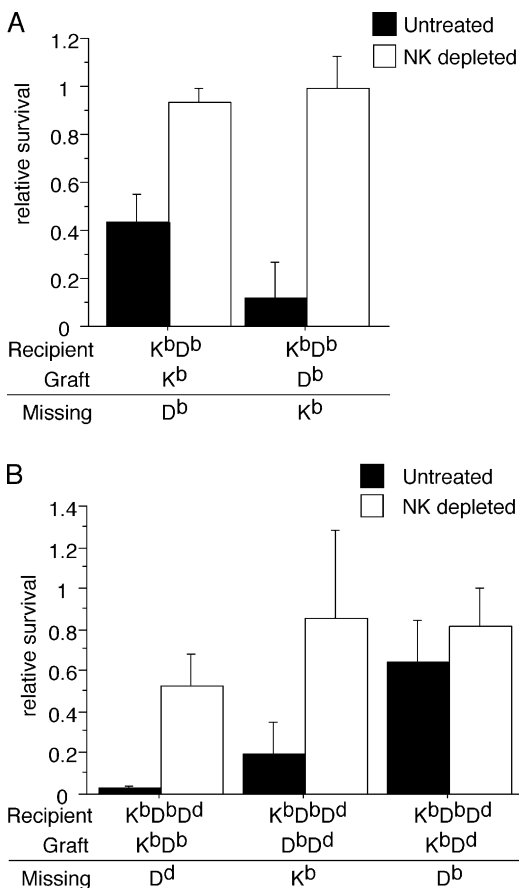 A
Untreated
NK depleted
relative survival
1.2
1
0.8
0.6
0.4
0.2
0
Recipient KbDb KbDb
Graft Kb Db
Missing Db Kb
B
Untreated
NK depleted
relative survival
1.4
1.2
1
0.8
0.6
0.4
0.2
0
Recipient KbDbDd KbDbDd KbDbDd
Graft KbDb DbDd KbDd
Missing Dd Kb Db